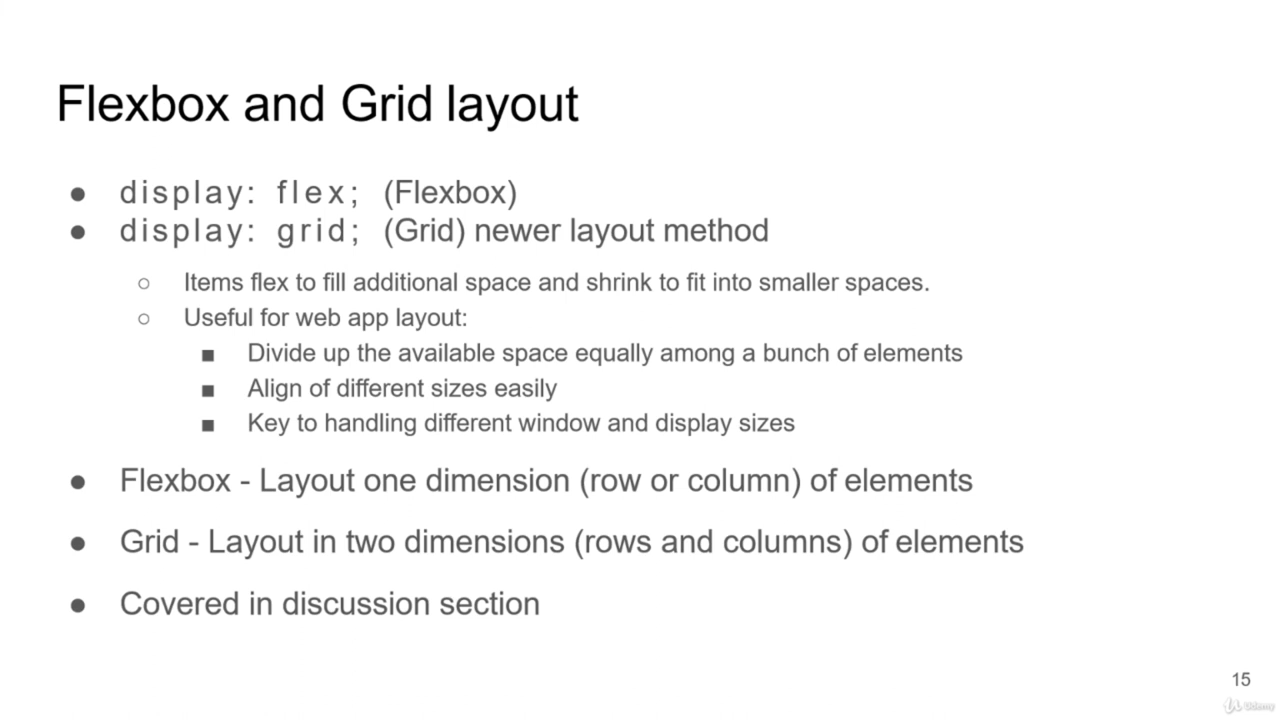 Flexbox and Grid layout
● display: flex; (Flexbox)
● display: grid; (Grid) newer layout method
○ Items flex to fill additional space and shrink to fit into smaller spaces.
○ Useful for web app layout:
■ Divide up the available space equally among a bunch of elements
■ Align of different sizes easily
■ Key to handling different window and display sizes
● Flexbox - Layout one dimension (row or column) of elements
● Grid - Layout in two dimensions (rows and columns) of elements
● Covered in discussion section
15
Udemy